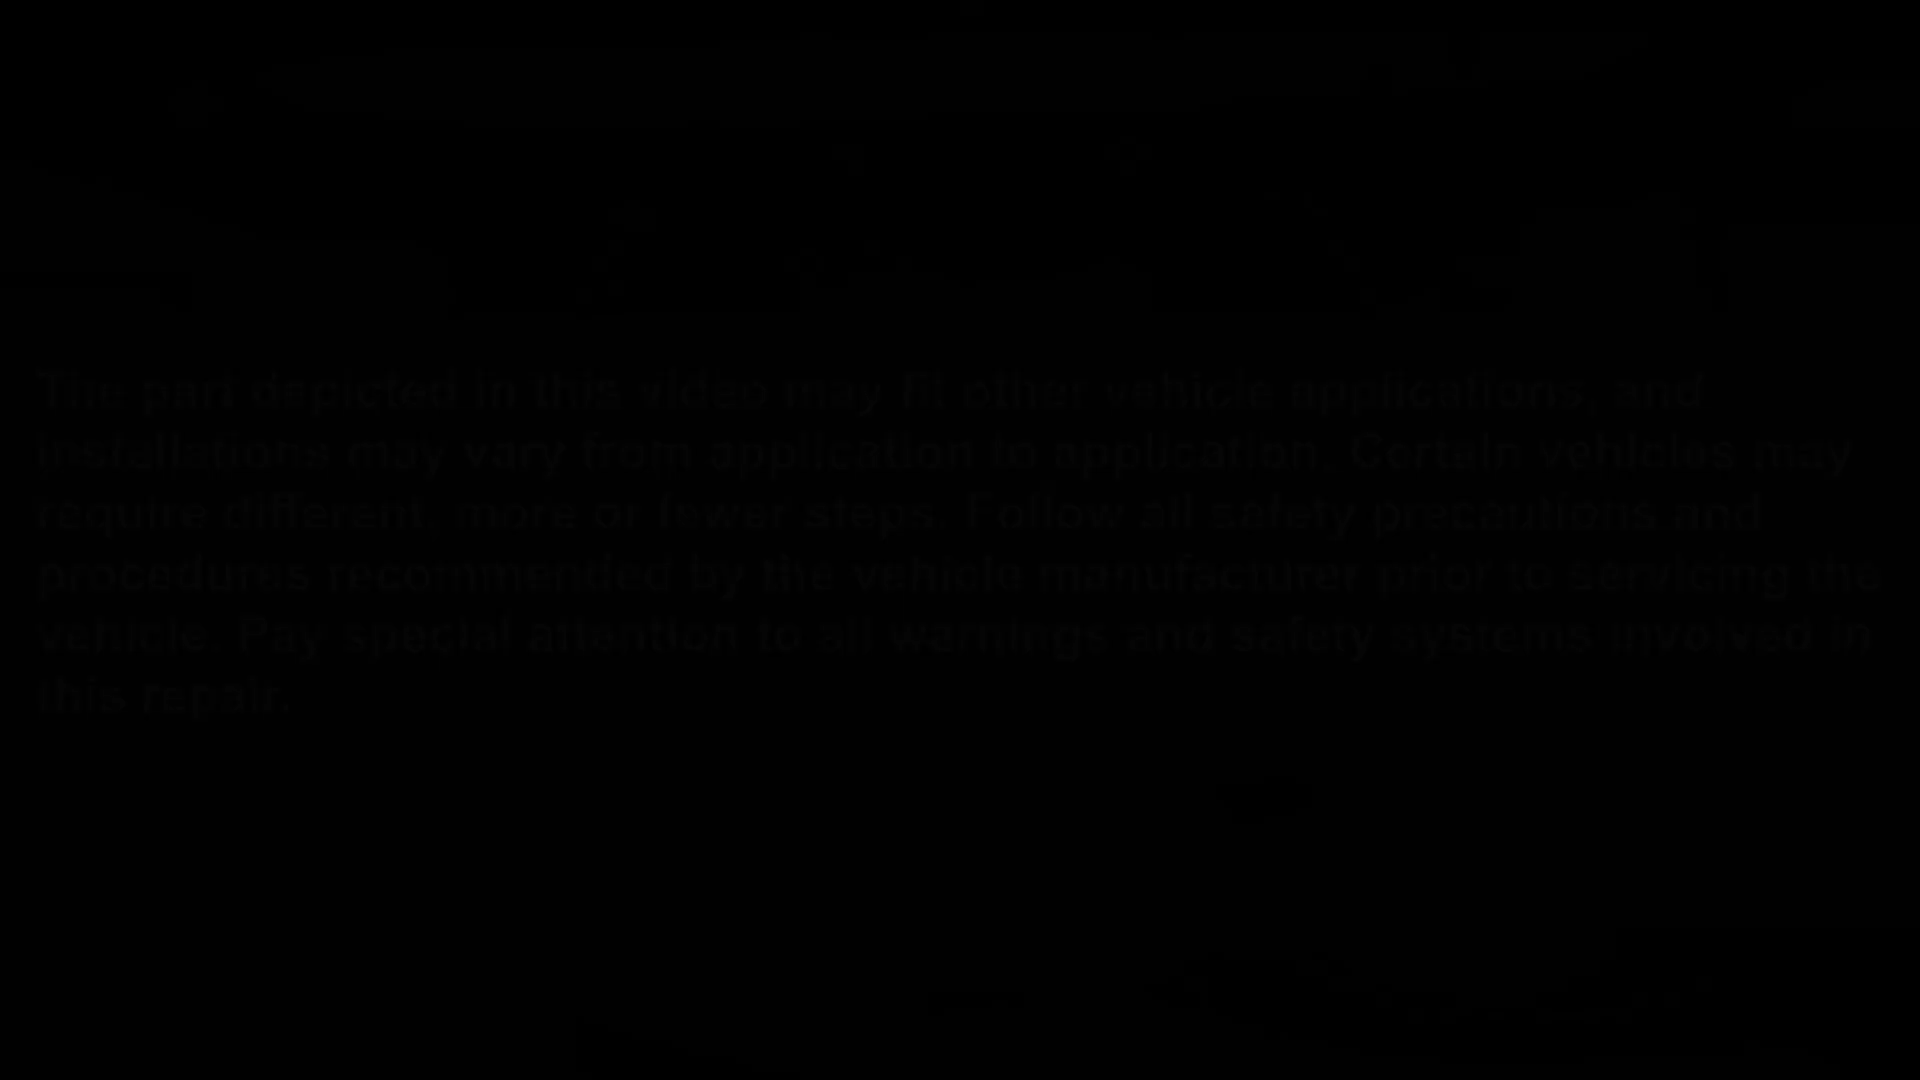 The part depicted in this video may fit other vehicle applications, and
installations may vary from application to application. Certain vehicles may
require different, more or fewer steps. Follow all safety precautions and
procedures recommended by the vehicle manufacturer prior to servicing the
vehicle. Pay special attention to all warnings and safety systems involved in
this repair.